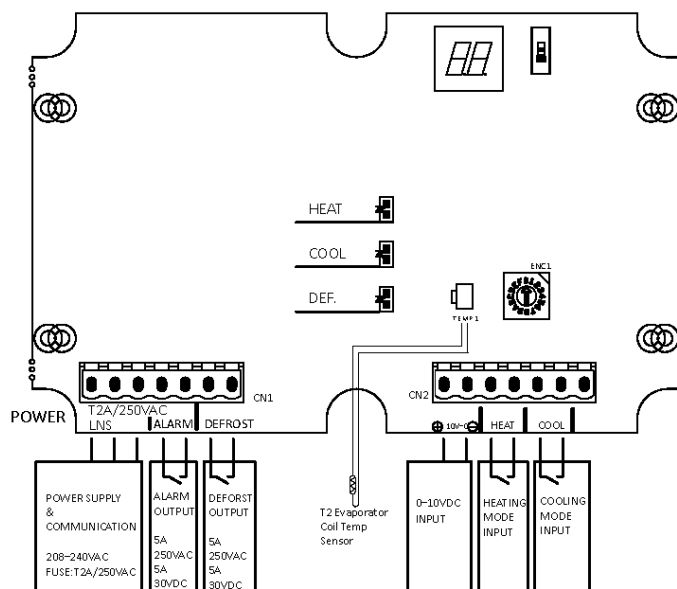 HEAT
COOL
DEF.
ENC1
TEMP1
CN1
CN2
POWER
T2A/250VAC
LNS
ALARM
DEFROST
10V-0
HEAT
COOL
POWER SUPPLY
&
COMMUNICATION
208-240VAC
FUSE:T2A/250VAC
ALARM
OUTPUT
5A
250VAC
5A
30VDC
DEFORST
OUTPUT
5A
250VAC
5A
30VDC
T2 Evaporator
Coil Temp
Sensor
0-10VDC
INPUT
HEATING
MODE
INPUT
COOLING
MODE
INPUT